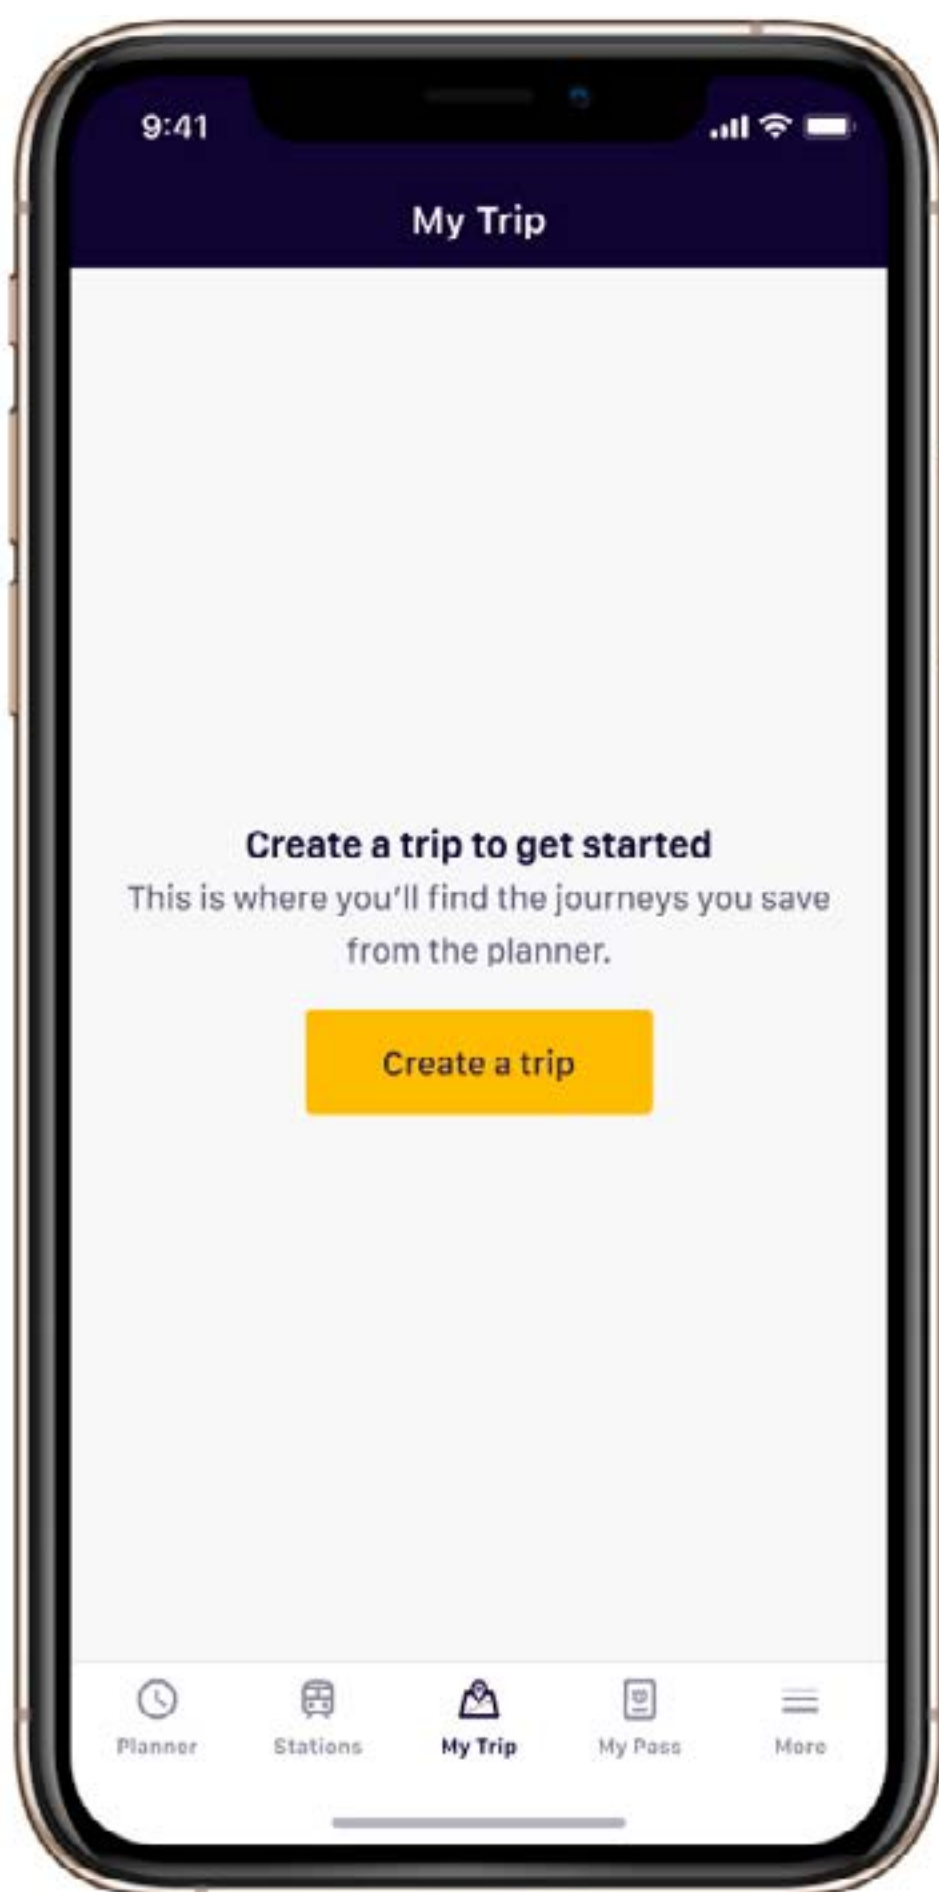 9:41
My Trip
Create a trip to get started
This is where you'll find the journeys you save
from the planner.
Create a trip
Planner
Stations
My Trip
My Pass
More